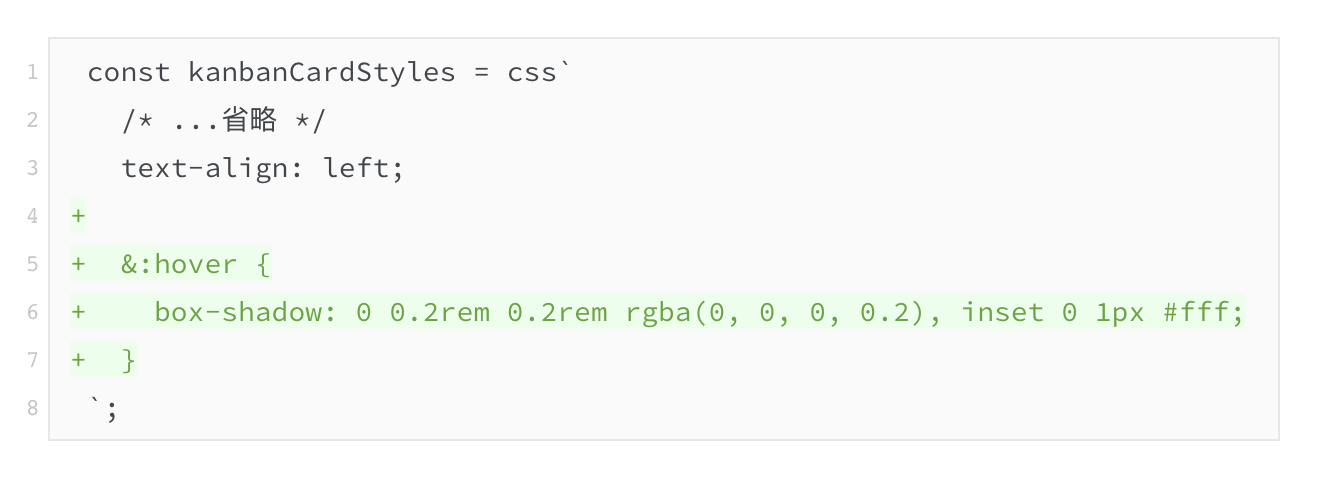 1 const kanbanCardStyles = css`
2 /* ...省略 */
3 text-align: left;
4 +
5 + &:hover {
6 + box-shadow: 0 0.2rem 0.2rem rgba(0, 0, 0, 0.2), inset 0 1px #fff;
7 + }
8 `;